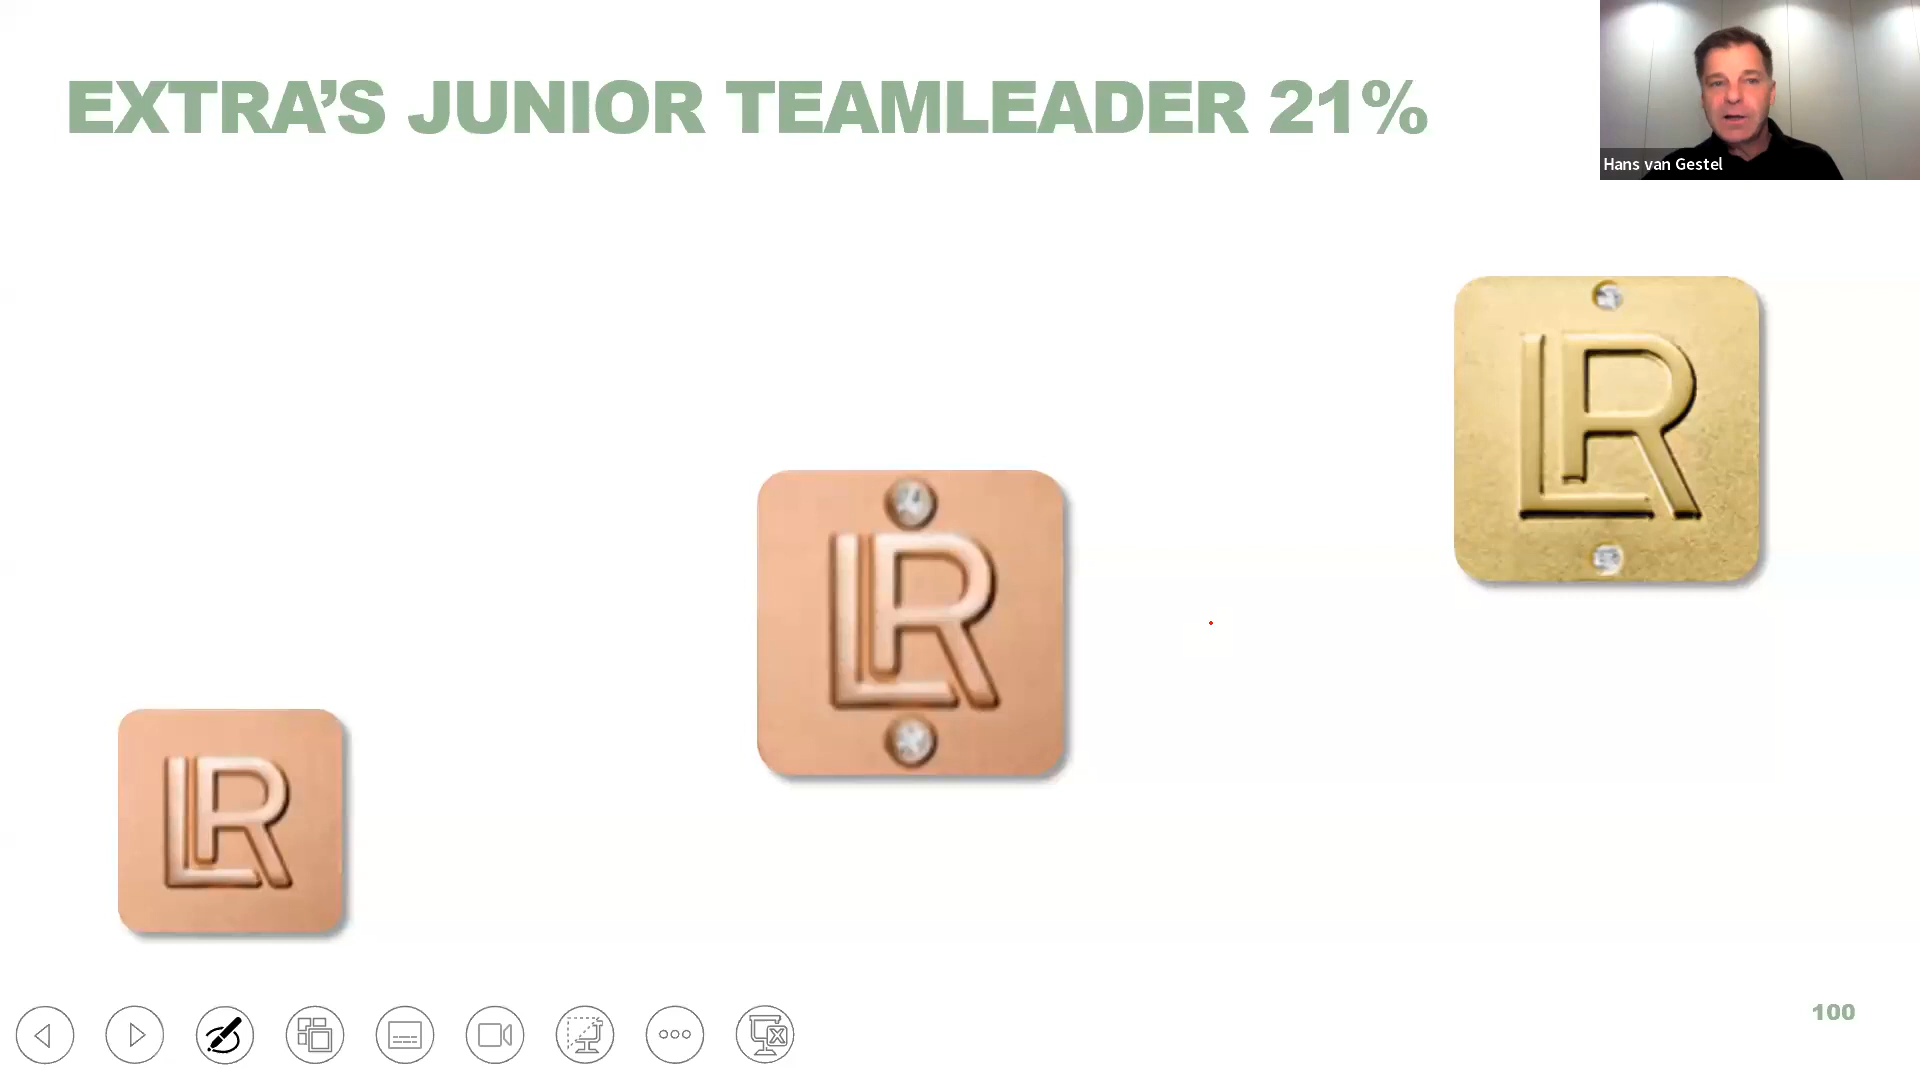 EXTRA’S JUNIOR TEAMLEADER 21%
Hans van Gestel
LR
LR
LR
100